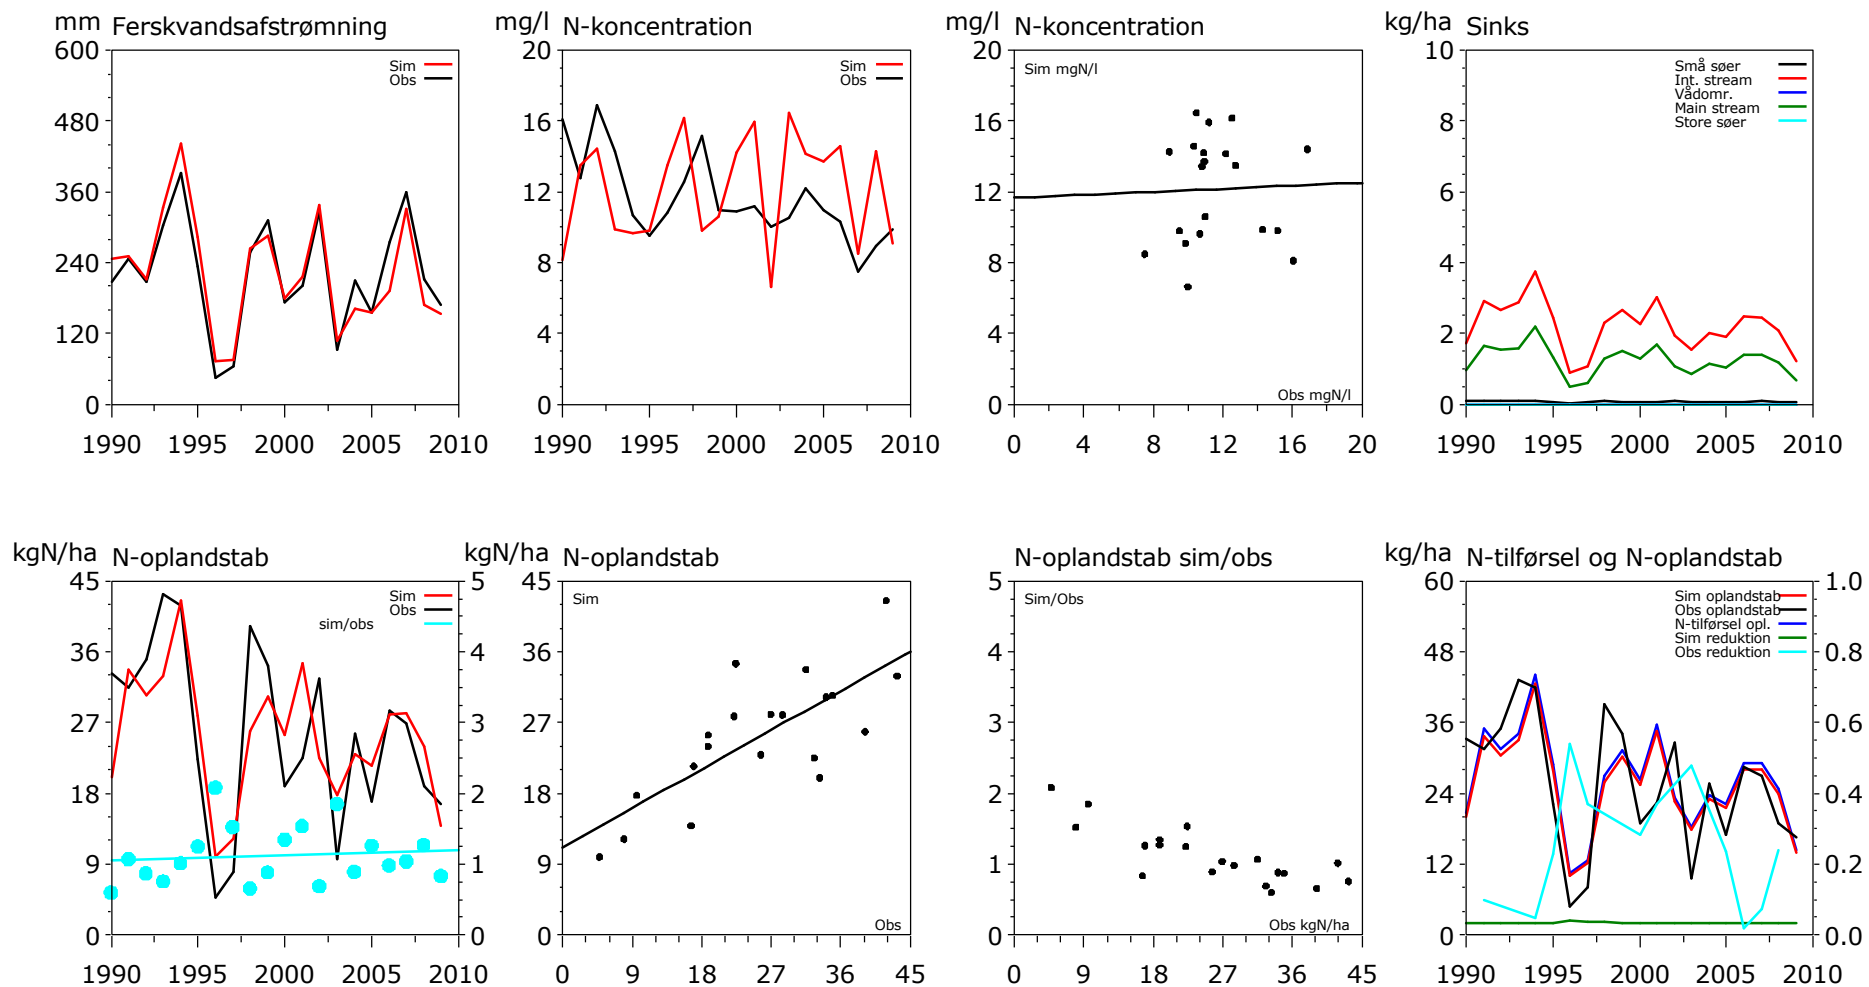 mm Ferskvandsafstrømning
600
480
360
240
120
0
Sim
Obs
1990 1995 2000 2005 2010
mg/l N-koncentration
20
16
12
8
4
0
Sim
Obs
1990 1995 2000 2005 2010
mg/l N-koncentration
20
16
12
8
4
0
Sim mgN/l
Obs mgN/l
0 4 8 12 16 20
kg/ha Sinks
10
8
6
4
2
0
Små søer
Int. stream
Vådomr.
Main stream
Store søer
1990 1995 2000 2005 2010
kgN/ha N-oplandstab
45
36
27
18
9
0
Sim
Obs
sim/obs
5
4
3
2
1
0
1990 1995 2000 2005 2010
kgN/ha N-oplandstab
45
36
27
18
9
0
Sim
Obs
0 9 18 27 36 45
N-oplandstab sim/obs
5
4
3
2
1
0
Sim/Obs
Obs kgN/ha
0 9 18 27 36 45
kg/ha N-tilførsel og N-oplandstab
60
48
36
24
12
0
Sim oplandstab
Obs oplandstab
N-tilførsel opl.
Sim reduktion
Obs reduktion
1.0
0.8
0.6
0.4
0.2
0.0
1990 1995 2000 2005 2010